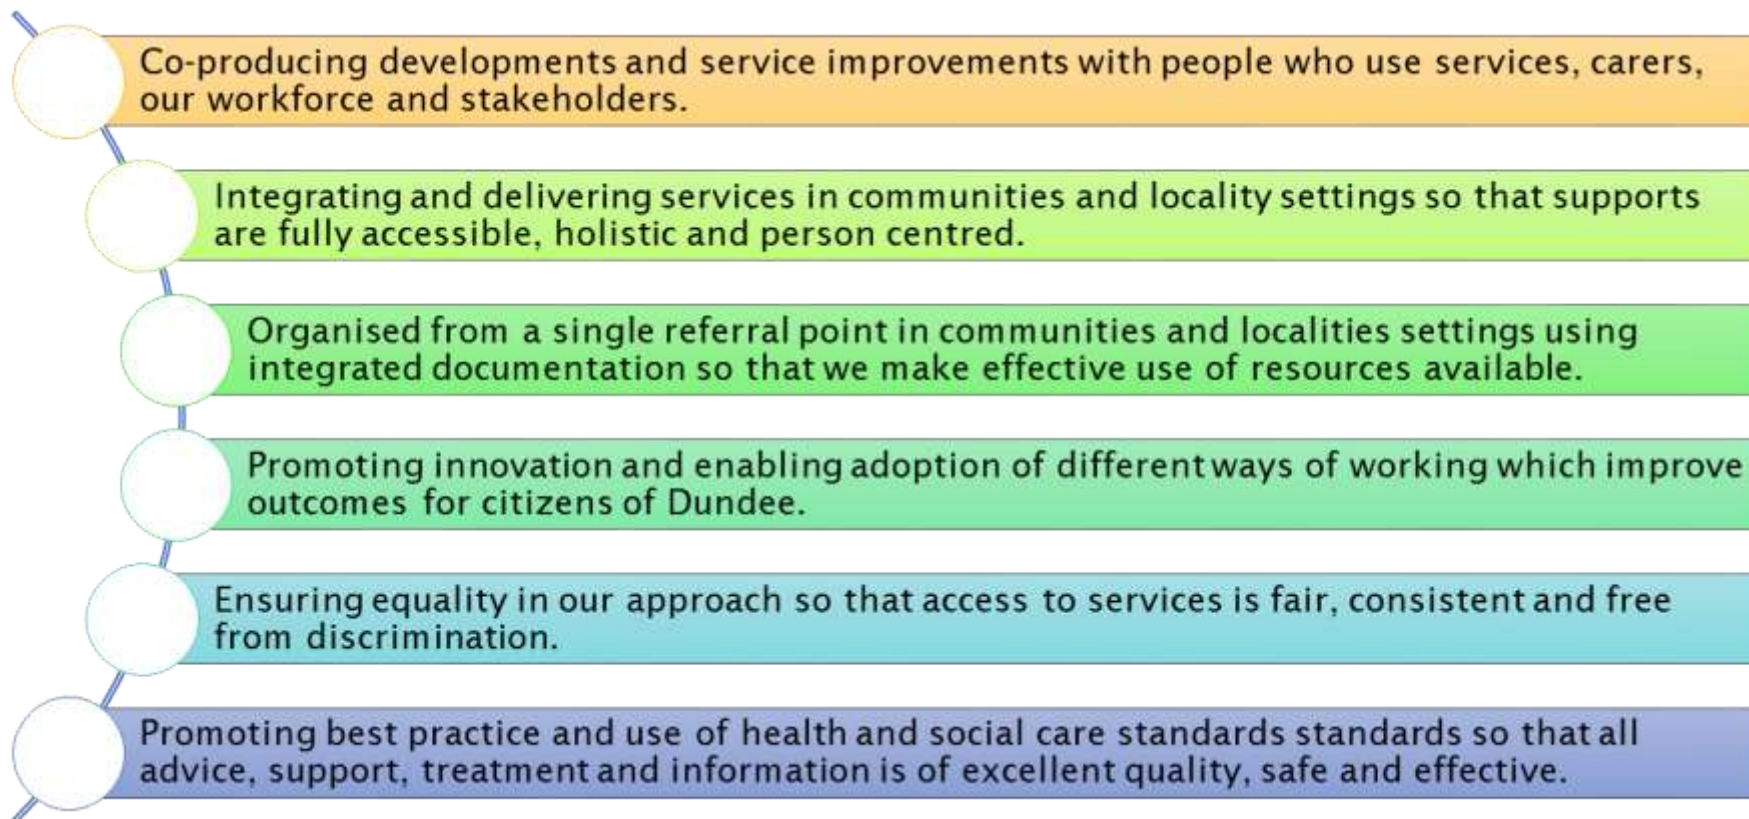 Co-producing developments and service improvements with people who use services, carers,
our workforce and stakeholders.
Integrating and delivering services in communities and locality settings so that supports
are fully accessible, holistic and person centred.
Organised from a single referral point in communities and localities settings using
integrated documentation so that we make effective use of resources available.
Promoting innovation and enabling adoption of different ways of working which improve
outcomes for citizens of Dundee.
Ensuring equality in our approach so that access to services is fair, consistent and free
from discrimination.
Promoting best practice and use of health and social care standards standards so that all
advice, support, treatment and information is of excellent quality, safe and effective.